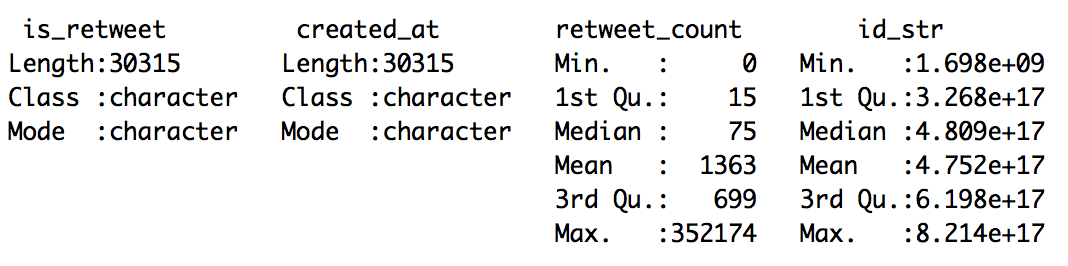 is_retweet created_at retweet_count id_str
Length:30315 Length:30315 Min. : 0 Min. :1.698e+09
Class :character Class :character 1st Qu.: 15 1st Qu.:3.268e+17
Mode :character Mode :character Median : 75 Median :4.809e+17
Mean : 1363 Mean :4.752e+17
3rd Qu.: 699 3rd Qu.:6.198e+17
Max. :352174 Max. :8.214e+17